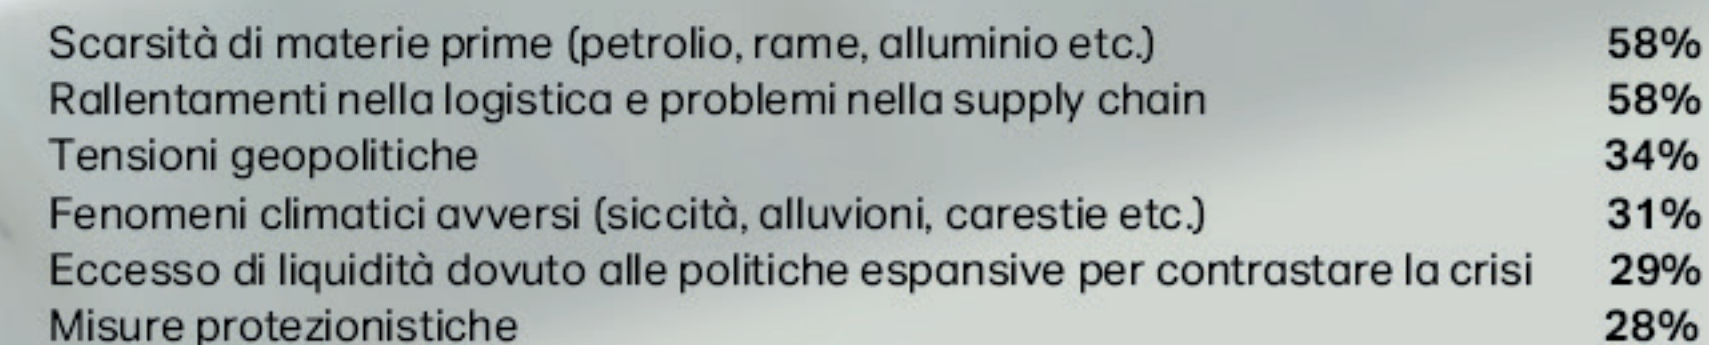 Scarsità di materie prime (petrolio, rame, alluminio etc.) 58%
Rallentamenti nella logistica e problemi nella supply chain 58%
Tensioni geopolitiche 34%
Fenomeni climatici avversi (siccità, alluvioni, carestie etc.) 31%
Eccesso di liquidità dovuto alle politiche espansive per contrastare la crisi 29%
Misure protezionistiche 28%